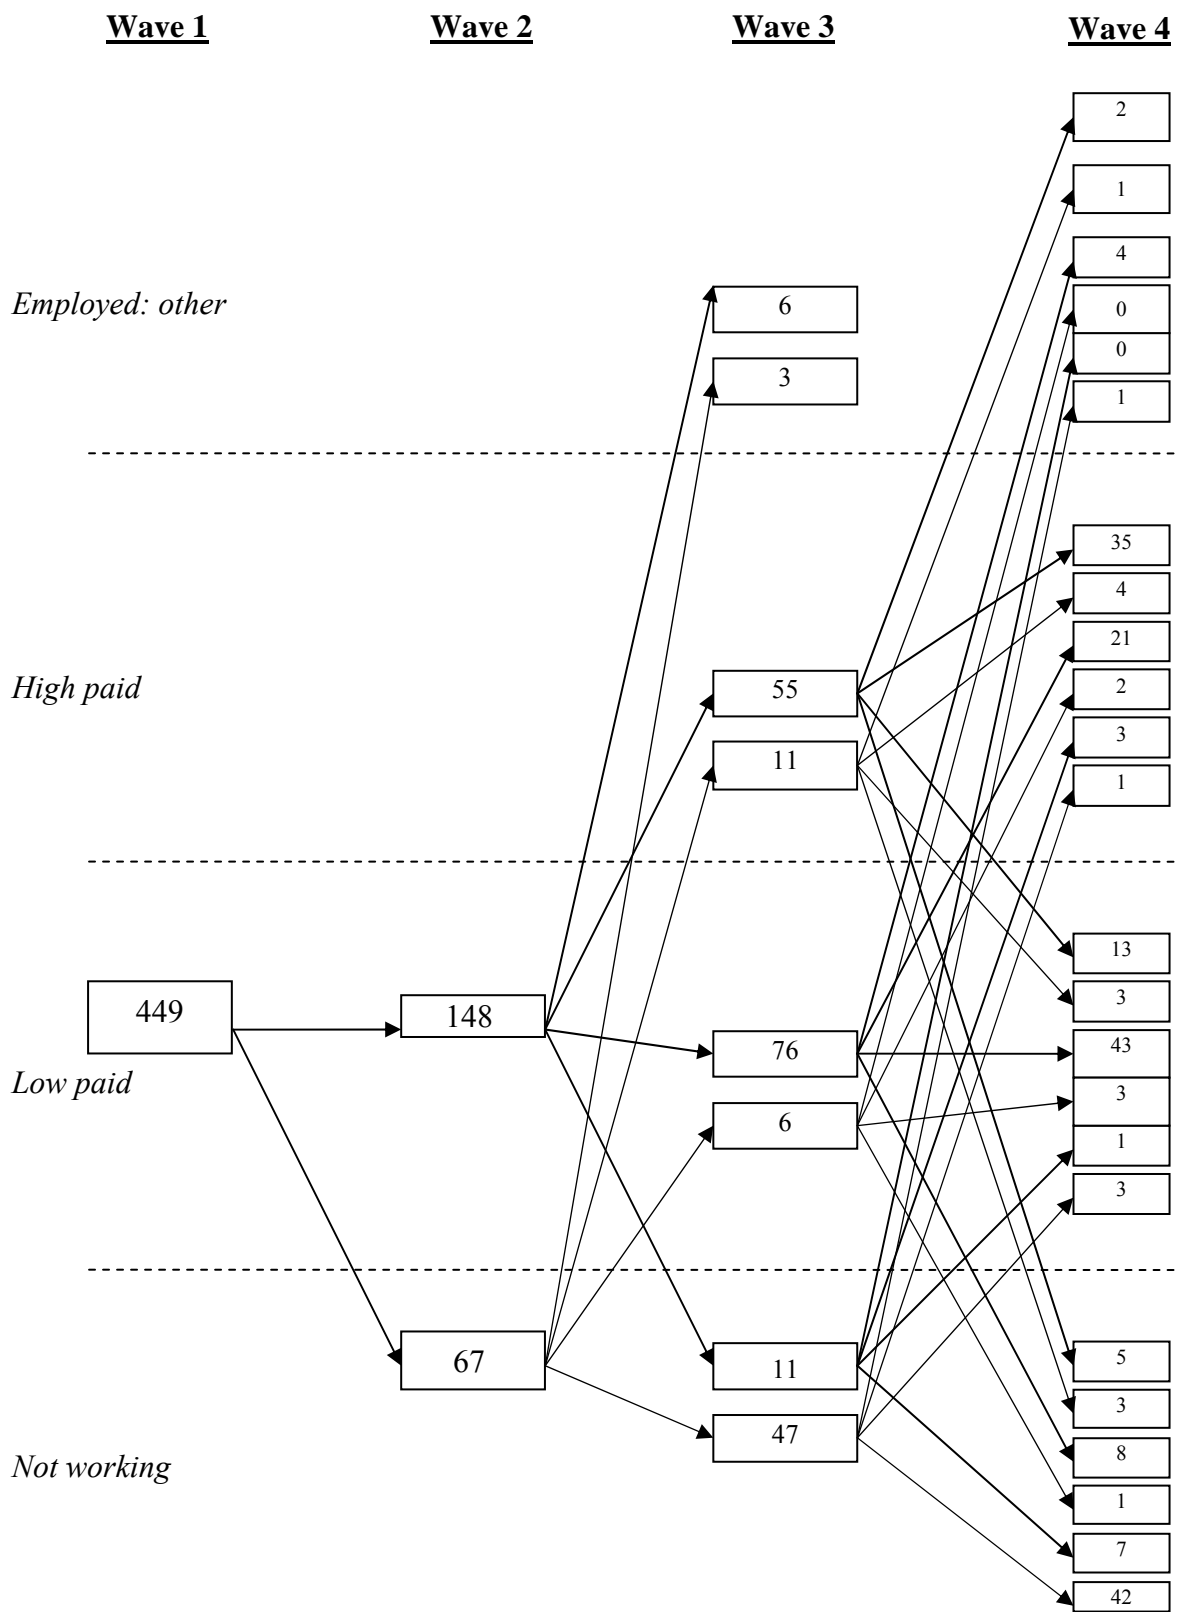 Wave 1 Wave 2 Wave 3 Wave 4
2
1
4
Employed: other 6 0
0
3 1
35
4
21
High paid 55 2
3
11 1
13
449 148 3
76 43
Low paid 3
6 1
3
67 11 5
3
47 8
Not working 1
7
42